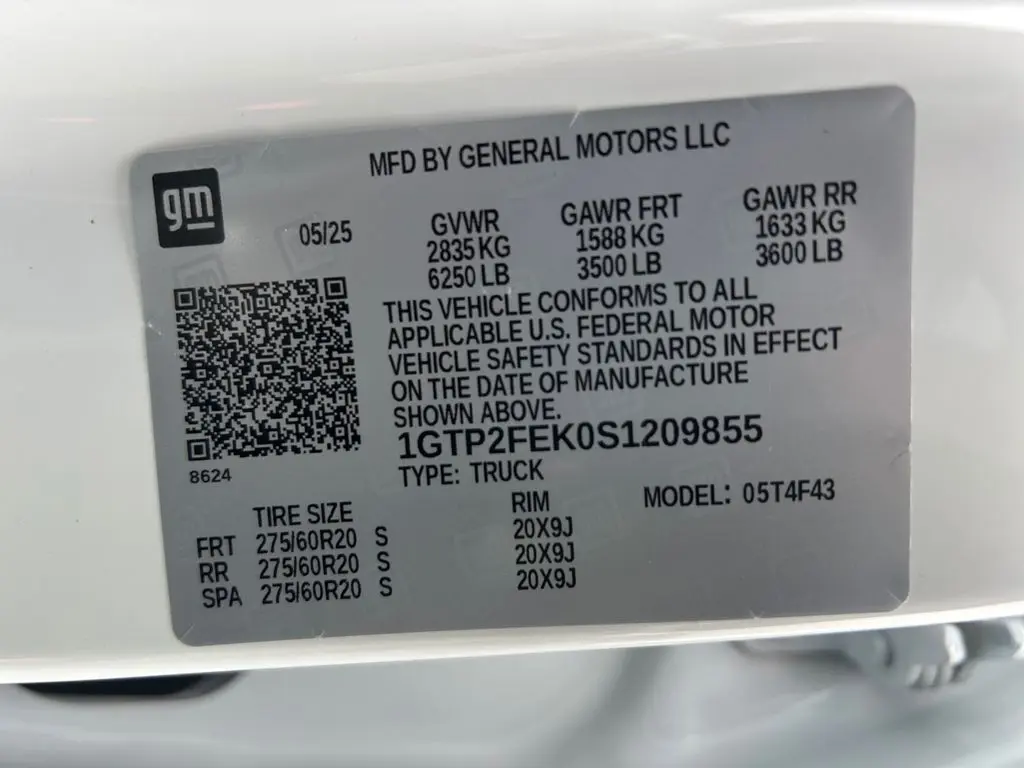 MFD BY GENERAL MOTORS LLC
gm
05/25
GVWR GAWR FRT GAWR RR
2835 KG 1588 KG 1633 KG
6250 LB 3500 LB 3600 LB
THIS VEHICLE CONFORMS TO ALL
APPLICABLE U.S. FEDERAL MOTOR
VEHICLE SAFETY STANDARDS IN EFFECT
ON THE DATE OF MANUFACTURE
SHOWN ABOVE.
1GTP2FEK0S1209855
8624
TYPE: TRUCK
MODEL: 05T4F43
TIRE SIZE RIM
FRT 275/60R20 S 20X9J
RR 275/60R20 S 20X9J
SPA 275/60R20 S 20X9J